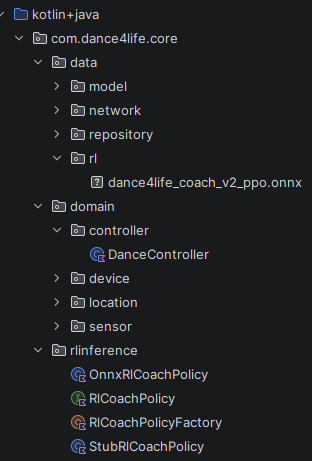 kotlin+java
com.dance4life.core
data
model
network
repository
rl
dance4life_coach_v2_ppo.onnx
domain
controller
DanceController
device
location
sensor
rlinference
OnnxRlCoachPolicy
RlCoachPolicy
RlCoachPolicyFactory
StubRlCoachPolicy